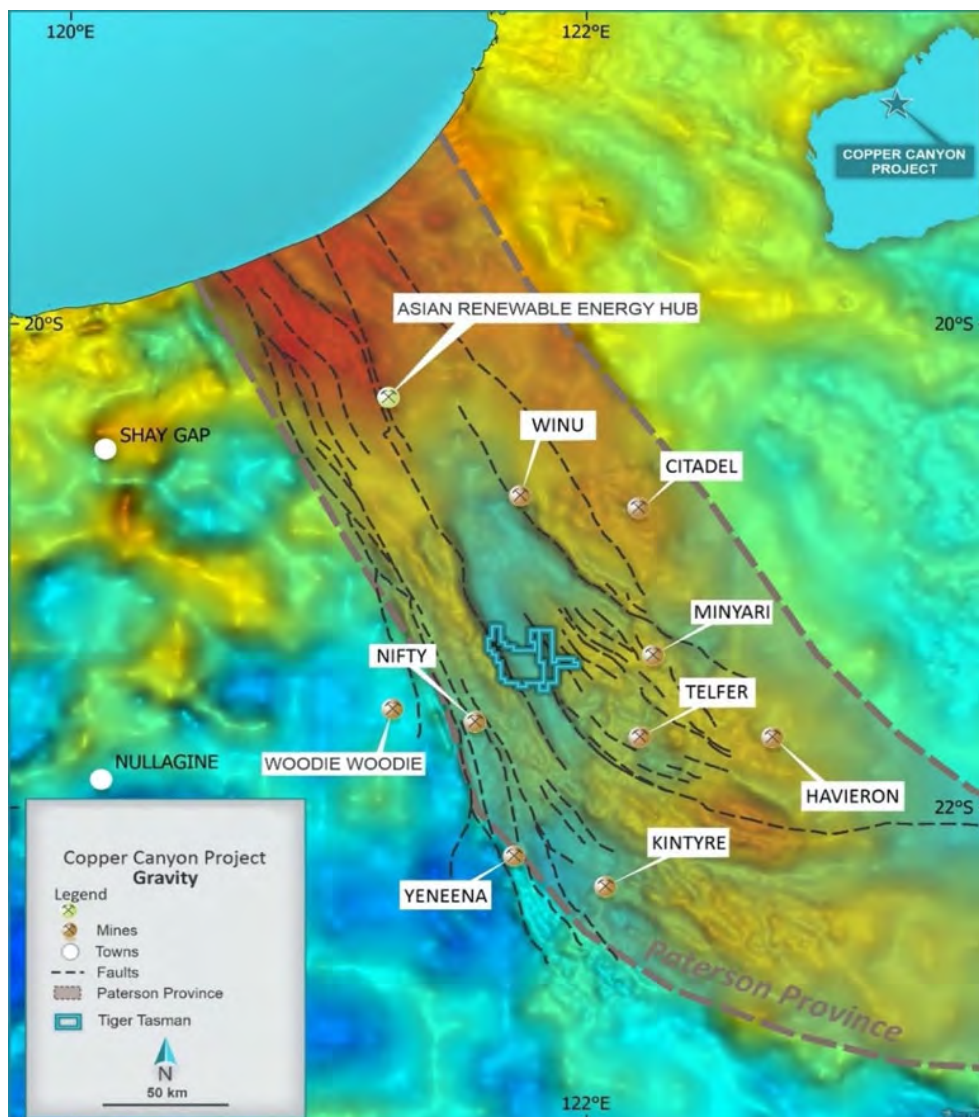 120°E
122°E
COPPER CANYON
PROJECT
20°S
20°S
ASIAN RENEWABLE ENERGY HUB
SHAY GAP
WINU
CITADEL
MINYARI
NIFTY
TELFER
WOODIE WOODIE
NULLAGINE
HAVIERON
22°S
KINTYRE
YENEENA
Paterson Province
Copper Canyon Project
Gravity
Legend
Mines
Towns
Faults
Paterson Province
Tiger Tasman
N
50 km
122°E